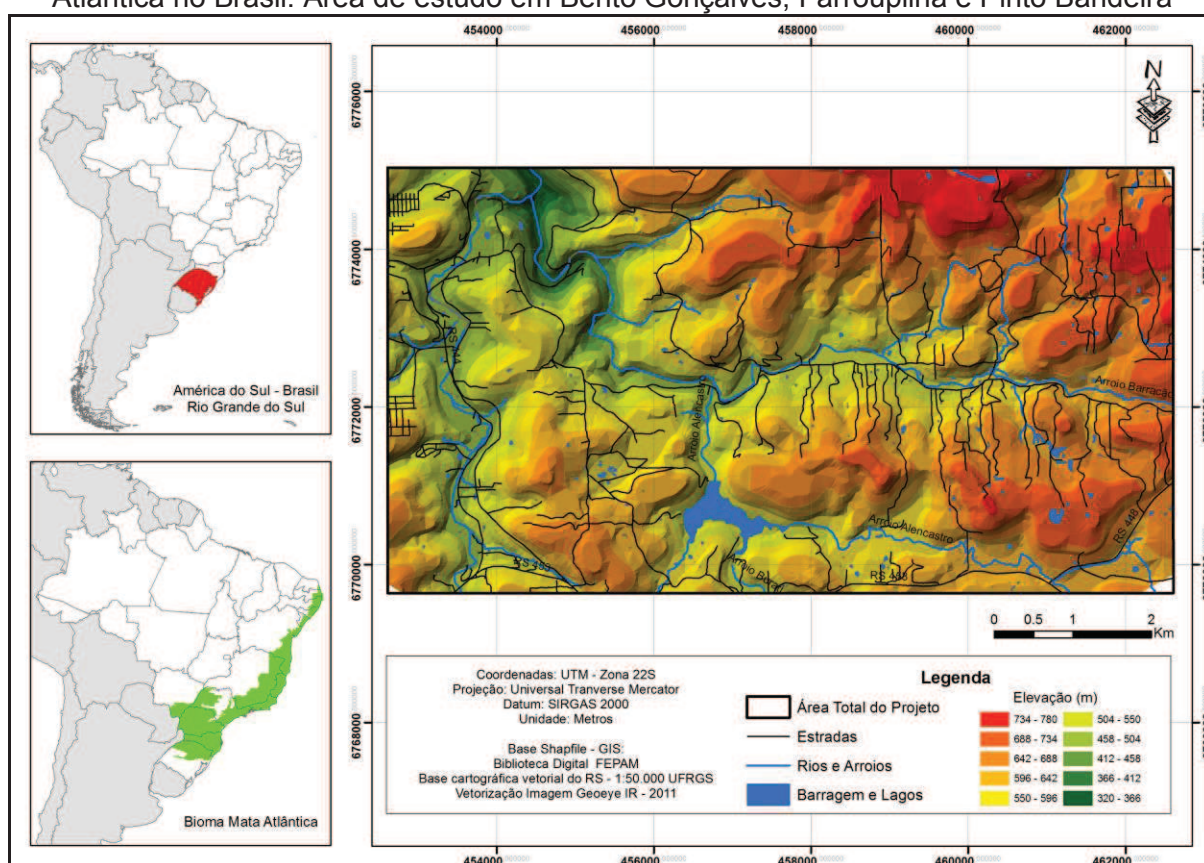 Atlântica no Brasil. Área de estudo em Bento Gonçalves, Farroupilha e Pinto Bandeira
América do Sul - Brasil
Rio Grande do Sul
Bioma Mata Atlântica
454000
456000
458000
460000
462000
6776000
6774000
6772000
6770000
6768000
N
RS 444
Arroio Alencastro
Arroio Barracão
Arroio Alencastro
RS 448
RS 453
RS 453
0 0.5 1 2
Km
Coordenadas: UTM - Zona 22S
Projeção: Universal Tranverse Mercator
Datum: SIRGAS 2000
Unidade: Metros
Base Shapfile - GIS:
Biblioteca Digital FEPAM
Base cartográfica vetorial do RS - 1:50.000 UFRGS
Vetorização Imagem Geoeye IR - 2011
Legenda
Área Total do Projeto
Estradas
Rios e Arroios
Barragem e Lagos
Elevação (m)
734 - 780
688 - 734
642 - 688
596 - 642
550 - 596
504 - 550
458 - 504
412 - 458
366 - 412
320 - 366
454000
456000
458000
460000
462000